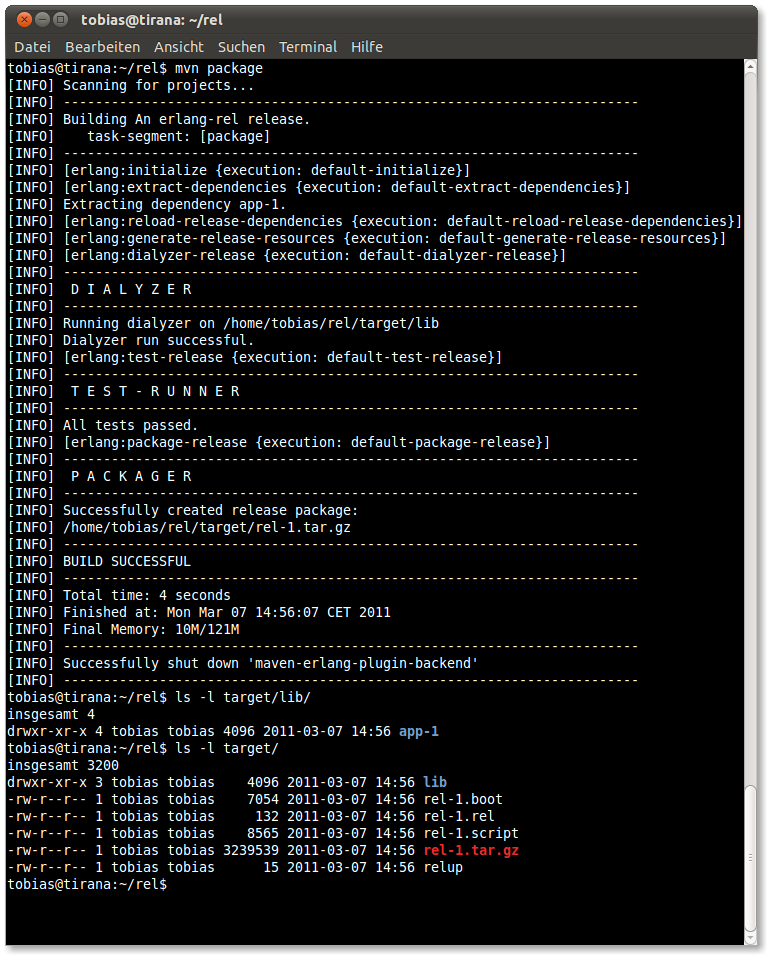 tobias@tirana: ~/rel
Datei Bearbeiten Ansicht Suchen Terminal Hilfe
tobias@tirana:~/rel$ mvn package
[INFO] Scanning for projects...
[INFO] ------------------------------------------------------------------------
[INFO] Building An erlang-rel release.
[INFO]    task-segment: [package]
[INFO] ------------------------------------------------------------------------
[INFO] [erlang:initialize {execution: default-initialize}]
[INFO] [erlang:extract-dependencies {execution: default-extract-dependencies}]
[INFO] Extracting dependency app-1.
[INFO] [erlang:reload-release-dependencies {execution: default-reload-release-dependencies}]
[INFO] [erlang:generate-release-resources {execution: default-generate-release-resources}]
[INFO] [erlang:dialyzer-release {execution: default-dialyzer-release}]
[INFO] ------------------------------------------------------------------------
[INFO]  D I A L Y Z E R
[INFO] ------------------------------------------------------------------------
[INFO] Running dialyzer on /home/tobias/rel/target/lib
[INFO] Dialyzer run successful.
[INFO] [erlang:test-release {execution: default-test-release}]
[INFO] ------------------------------------------------------------------------
[INFO]  T E S T - R U N N E R
[INFO] ------------------------------------------------------------------------
[INFO] All tests passed.
[INFO] [erlang:package-release {execution: default-package-release}]
[INFO] ------------------------------------------------------------------------
[INFO]  P A C K A G E R
[INFO] ------------------------------------------------------------------------
[INFO] Successfully created release package:
[INFO] /home/tobias/rel/target/rel-1.tar.gz
[INFO] ------------------------------------------------------------------------
[INFO] BUILD SUCCESSFUL
[INFO] ------------------------------------------------------------------------
[INFO] Total time: 4 seconds
[INFO] Finished at: Mon Mar 07 14:56:07 CET 2011
[INFO] Final Memory: 10M/121M
[INFO] ------------------------------------------------------------------------
[INFO] Successfully shut down 'maven-erlang-plugin-backend'
[INFO] ------------------------------------------------------------------------
tobias@tirana:~/rel$ ls -l target/lib/
insgesamt 4
drwxr-xr-x 4 tobias tobias 4096 2011-03-07 14:56 app-1
tobias@tirana:~/rel$ ls -l target/
insgesamt 3200
drwxr-xr-x 3 tobias tobias    4096 2011-03-07 14:56 lib
-rw-r--r-- 1 tobias tobias    7054 2011-03-07 14:56 rel-1.boot
-rw-r--r-- 1 tobias tobias     132 2011-03-07 14:56 rel-1.rel
-rw-r--r-- 1 tobias tobias    8565 2011-03-07 14:56 rel-1.script
-rw-r--r-- 1 tobias tobias 3239539 2011-03-07 14:56 rel-1.tar.gz
-rw-r--r-- 1 tobias tobias      15 2011-03-07 14:56 relup
tobias@tirana:~/rel$